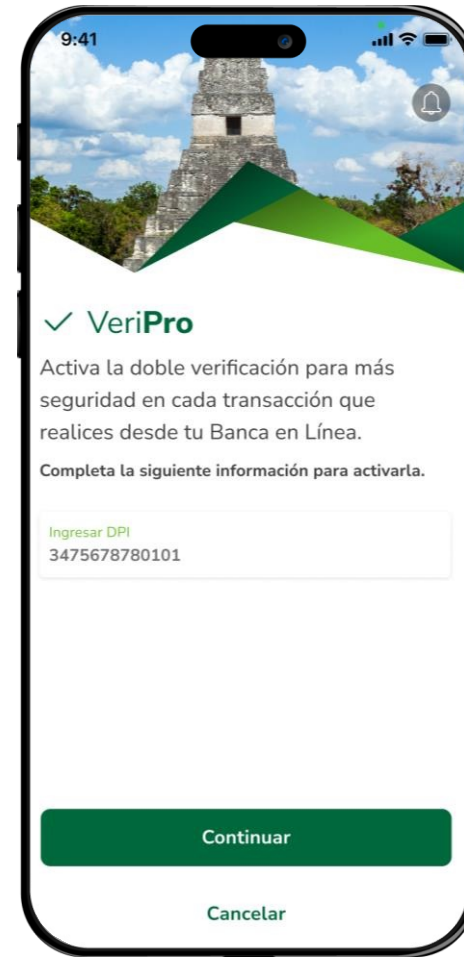 9:41
VeriPro
Activa la doble verificación para más
seguridad en cada transacción que
realices desde tu Banca en Línea.
Completa la siguiente información para activarla.
Ingresar DPI
3475678780101
Continuar
Cancelar